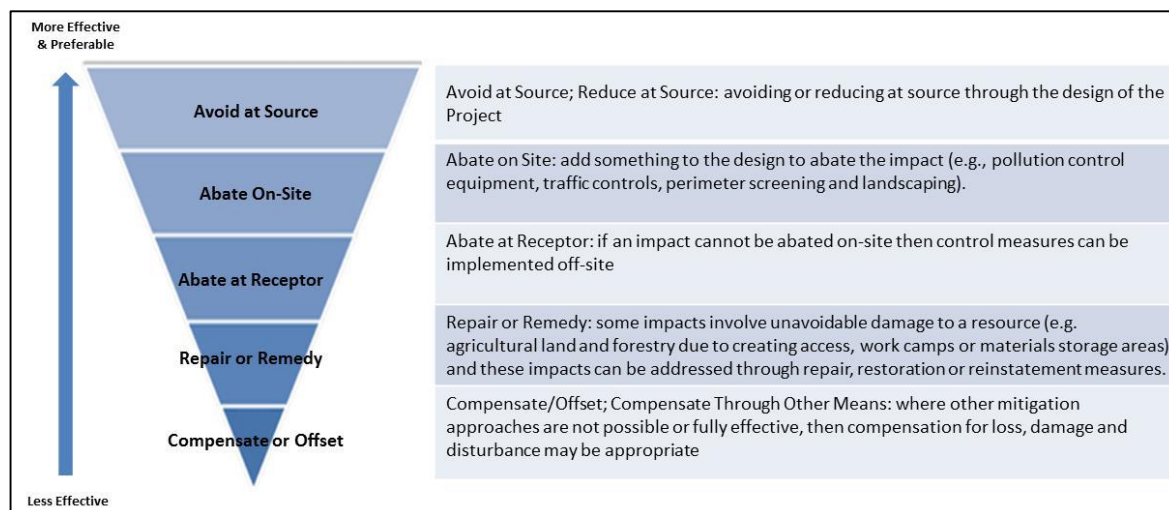 More Effective
& Preferable
Avoid at Source
Avoid at Source; Reduce at Source: avoiding or reducing at source through the design of the
Project
Abate On-Site
Abate on Site: add something to the design to abate the impact (e.g., pollution control
equipment, traffic controls, perimeter screening and landscaping).
Abate at Receptor
Abate at Receptor: if an impact cannot be abated on-site then control measures can be
implemented off-site
Repair or Remedy
Repair or Remedy: some impacts involve unavoidable damage to a resource (e.g.
agricultural land and forestry due to creating access, work camps or materials storage areas)
and these impacts can be addressed through repair, restoration or reinstatement measures.
Compensate or Offset
Compensate/Offset; Compensate Through Other Means: where other mitigation
approaches are not possible or fully effective, then compensation for loss, damage and
disturbance may be appropriate
Less Effective